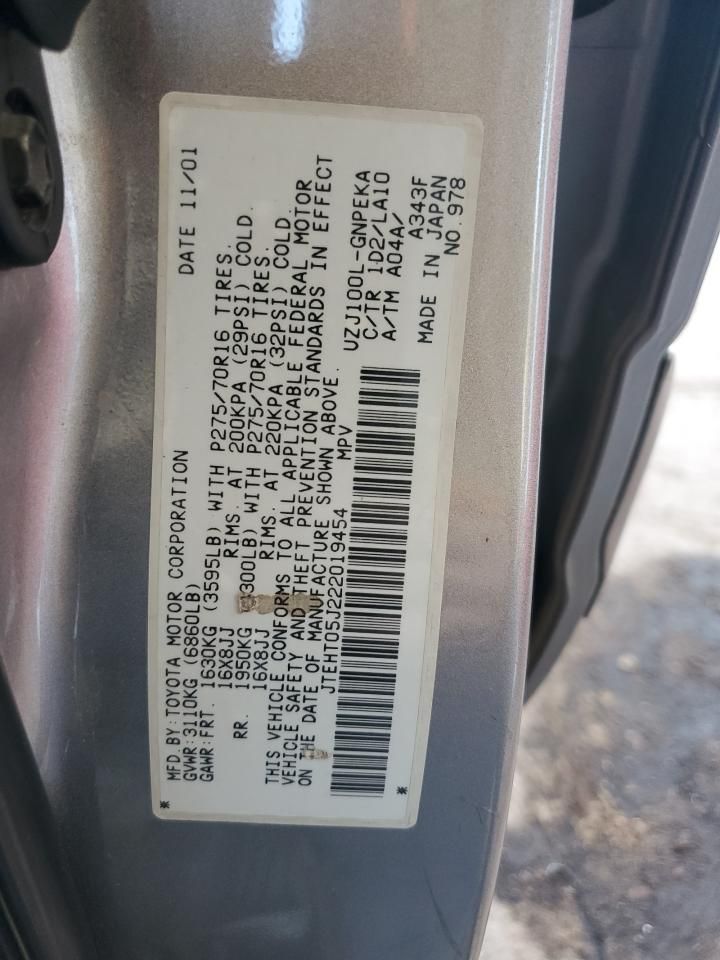 MFD.BY:TOYOTA MOTOR CORPORATION DATE 11/01
GVWR:3110KG (6860LB)
GAWR:FRT. 1630KG (3595LB) WITH P275/70R16 TIRES.
16X8JJ RIMS. AT 200KPA (29PSI) COLD.
RR. 1950KG 300LB) WITH P275/70R16 TIRES.
16X8JJ RIMS. AT 220KPA (32PSI) COLD.
THIS VEHICLE CONFORMS TO ALL APPLICABLE FEDERAL MOTOR
VEHICLE SAFETY AND THEFT PREVENTION STANDARDS IN EFFECT
ON THE DATE OF MANUFACTURE SHOWN ABOVE.
JTEHT05J222019454 MPV
UZJ100L-GNPEKA
C/TR 1D2/LA10
A/TM A04A/
A343F
MADE IN JAPAN
NO.978
* *